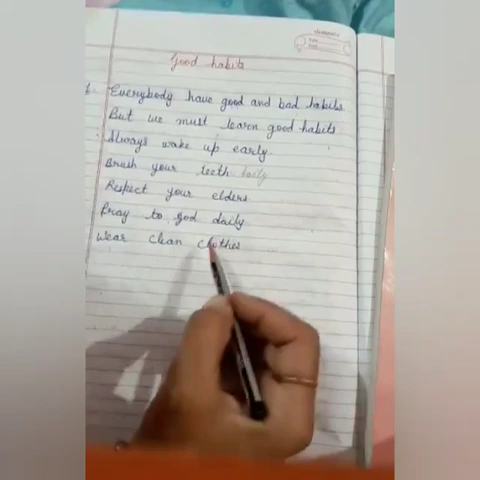 Good habits
Everybody have good and bad habits
But we must learn good habits
Always wake up early
Brush your teeth daily
Respect your elders
Pray to god daily
Wear clean clothes